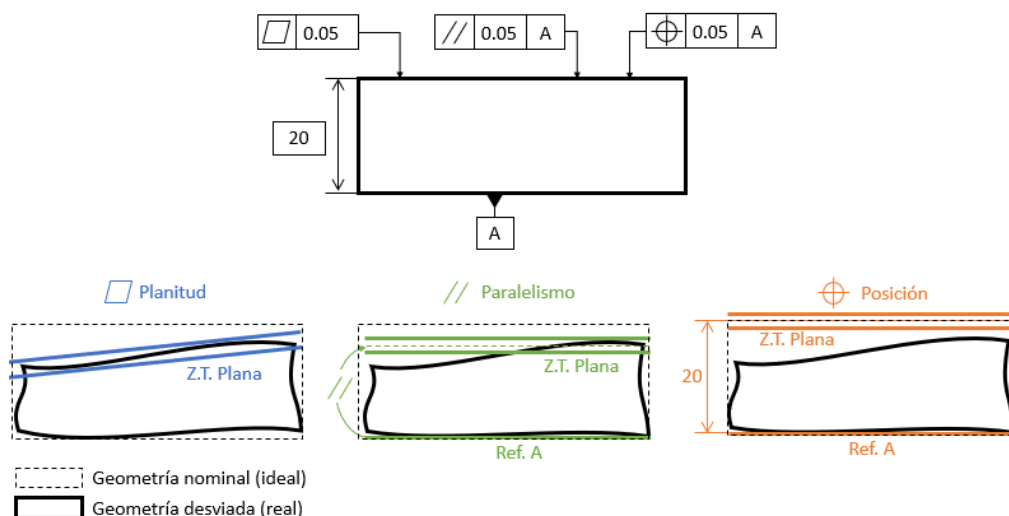 0.05
// 0.05 A
0.05 A
20
A
Planitud
// Paralelismo
Posición
Z.T. Plana
Z.T. Plana
Z.T. Plana
//
20
Ref. A
Ref. A
Geometría nominal (ideal)
Geometría desviada (real)